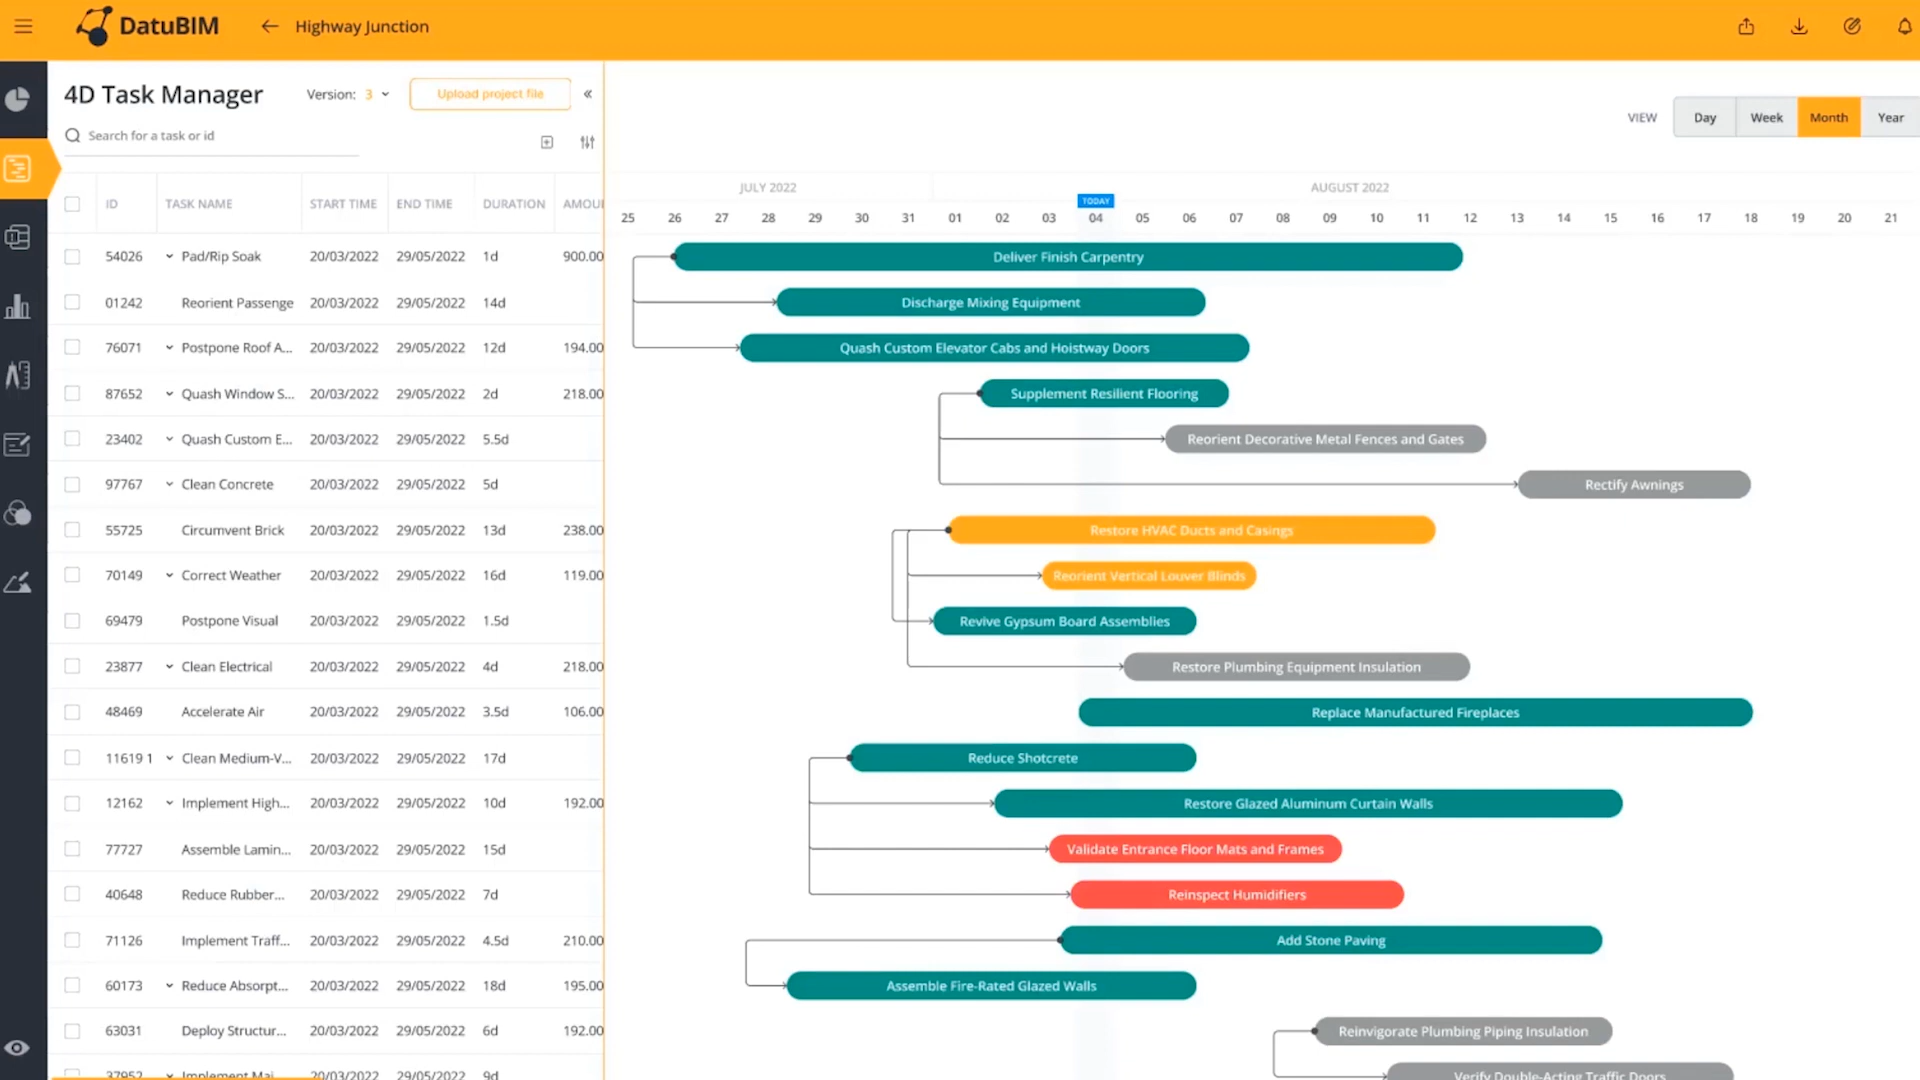 DatuBIM
Highway Junction
4D Task Manager
Version: 3
Upload project file
«
Search for a task or id
VIEW
Day Week Month Year
JULY 2022 AUGUST 2022
TODAY
25 26 27 28 29 30 31 01 02 03 04 05 06 07 08 09 10 11 12 13 14 15 16 17 18 19 20 21
ID TASK NAME START TIME END TIME DURATION AMOU
54026 Pad/Rip Soak 20/03/2022 29/05/2022 1d 900.00
Deliver Finish Carpentry
01242 Reorient Passenge 20/03/2022 29/05/2022 14d
Discharge Mixing Equipment
76071 Postpone Roof A... 20/03/2022 29/05/2022 12d 194.00
Quash Custom Elevator Cabs and Hoistway Doors
87652 Quash Window S... 20/03/2022 29/05/2022 2d 218.00
Supplement Resilient Flooring
23402 Quash Custom E... 20/03/2022 29/05/2022 5.5d
Reorient Decorative Metal Fences and Gates
97767 Clean Concrete 20/03/2022 29/05/2022 5d
Rectify Awnings
55725 Circumvent Brick 20/03/2022 29/05/2022 13d 238.00
Restore HVAC Ducts and Casings
70149 Correct Weather 20/03/2022 29/05/2022 16d 119.00
Reorient Vertical Louver Blinds
69479 Postpone Visual 20/03/2022 29/05/2022 1.5d
Revive Gypsum Board Assemblies
23877 Clean Electrical 20/03/2022 29/05/2022 4d 218.00
Restore Plumbing Equipment Insulation
48469 Accelerate Air 20/03/2022 29/05/2022 3.5d 106.00
Replace Manufactured Fireplaces
11619 1 Clean Medium-V... 20/03/2022 29/05/2022 17d
Reduce Shotcrete
12162 Implement High... 20/03/2022 29/05/2022 10d 192.00
Restore Glazed Aluminum Curtain Walls
77727 Assemble Lamin... 20/03/2022 29/05/2022 15d
Validate Entrance Floor Mats and Frames
40648 Reduce Rubber... 20/03/2022 29/05/2022 7d
Reinspect Humidifiers
71126 Implement Traff... 20/03/2022 29/05/2022 4.5d 210.00
Add Stone Paving
60173 Reduce Absorpt... 20/03/2022 29/05/2022 18d 195.00
Assemble Fire-Rated Glazed Walls
63031 Deploy Structur... 20/03/2022 29/05/2022 6d 192.00
Reinvigorate Plumbing Piping Insulation
37952 Implement Mai... 20/03/2022 29/05/2022 9d
Verify Double-Acting Traffic Doors